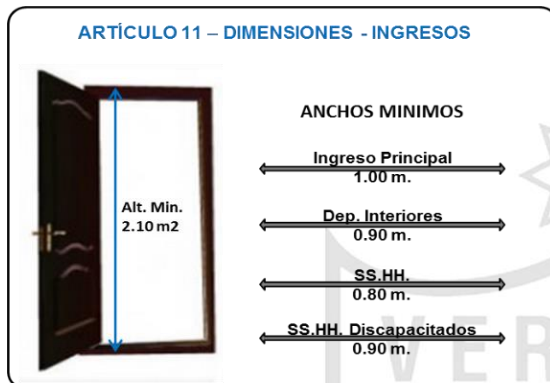 ARTÍCULO 11 – DIMENSIONES - INGRESOS
ANCHOS MINIMOS
Alt. Min.
2.10 m2
Ingreso Principal
1.00 m.
Dep. Interiores
0.90 m.
SS.HH.
0.80 m.
SS.HH. Discapacitados
0.90 m.
VER